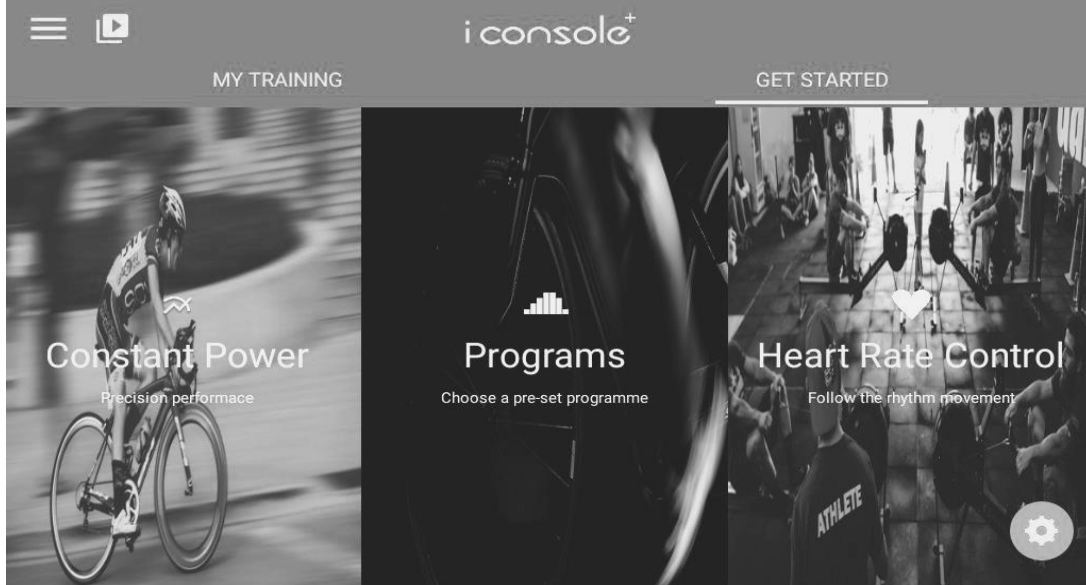 i console+
MY TRAINING
GET STARTED
Constant Power
Precision performace
Programs
Choose a pre-set programme
Heart Rate Control
Follow the rhythm movement
ATHLETE